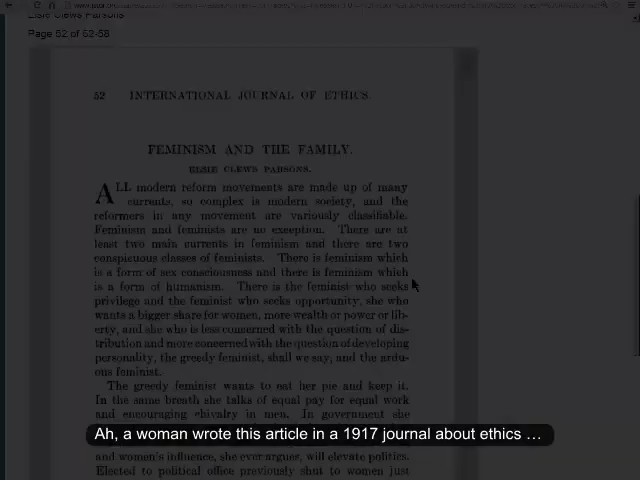 Elsie Clews Parsons
Page 52 of 52-58
52 INTERNATIONAL JOURNAL OF ETHICS.
FEMINISM AND THE FAMILY.
ELSIE CLEWS PARSONS.
ALL modern reform movements are made up of many
currents, so complex is modern society, and the
reformers in any movement are variously classifiable.
Feminism and feminists are no exception. There are at
least two main currents in feminism and there are two
conspicuous classes of feminists. There is feminism which
is a form of sex consciousness and there is feminism which
is a form of humanism. There is the feminist who seeks
privilege and the feminist who seeks opportunity, she who
wants a bigger share for women, more wealth or power or lib-
erty, and she who is less concerned with the question of dis-
tribution and more concerned with the question of developing
personality, the greedy feminist, shall we say, and the ardu-
ous feminist.
The greedy feminist wants to eat her pie and keep it.
In the same breath she talks of equal pay for equal work
and encouraging chivalry in men. In government she
Ah, a woman wrote this article in a 1917 journal about ethics …
and women's influence, she ever argues, will elevate politics.
Elected to political office previously shut to women just